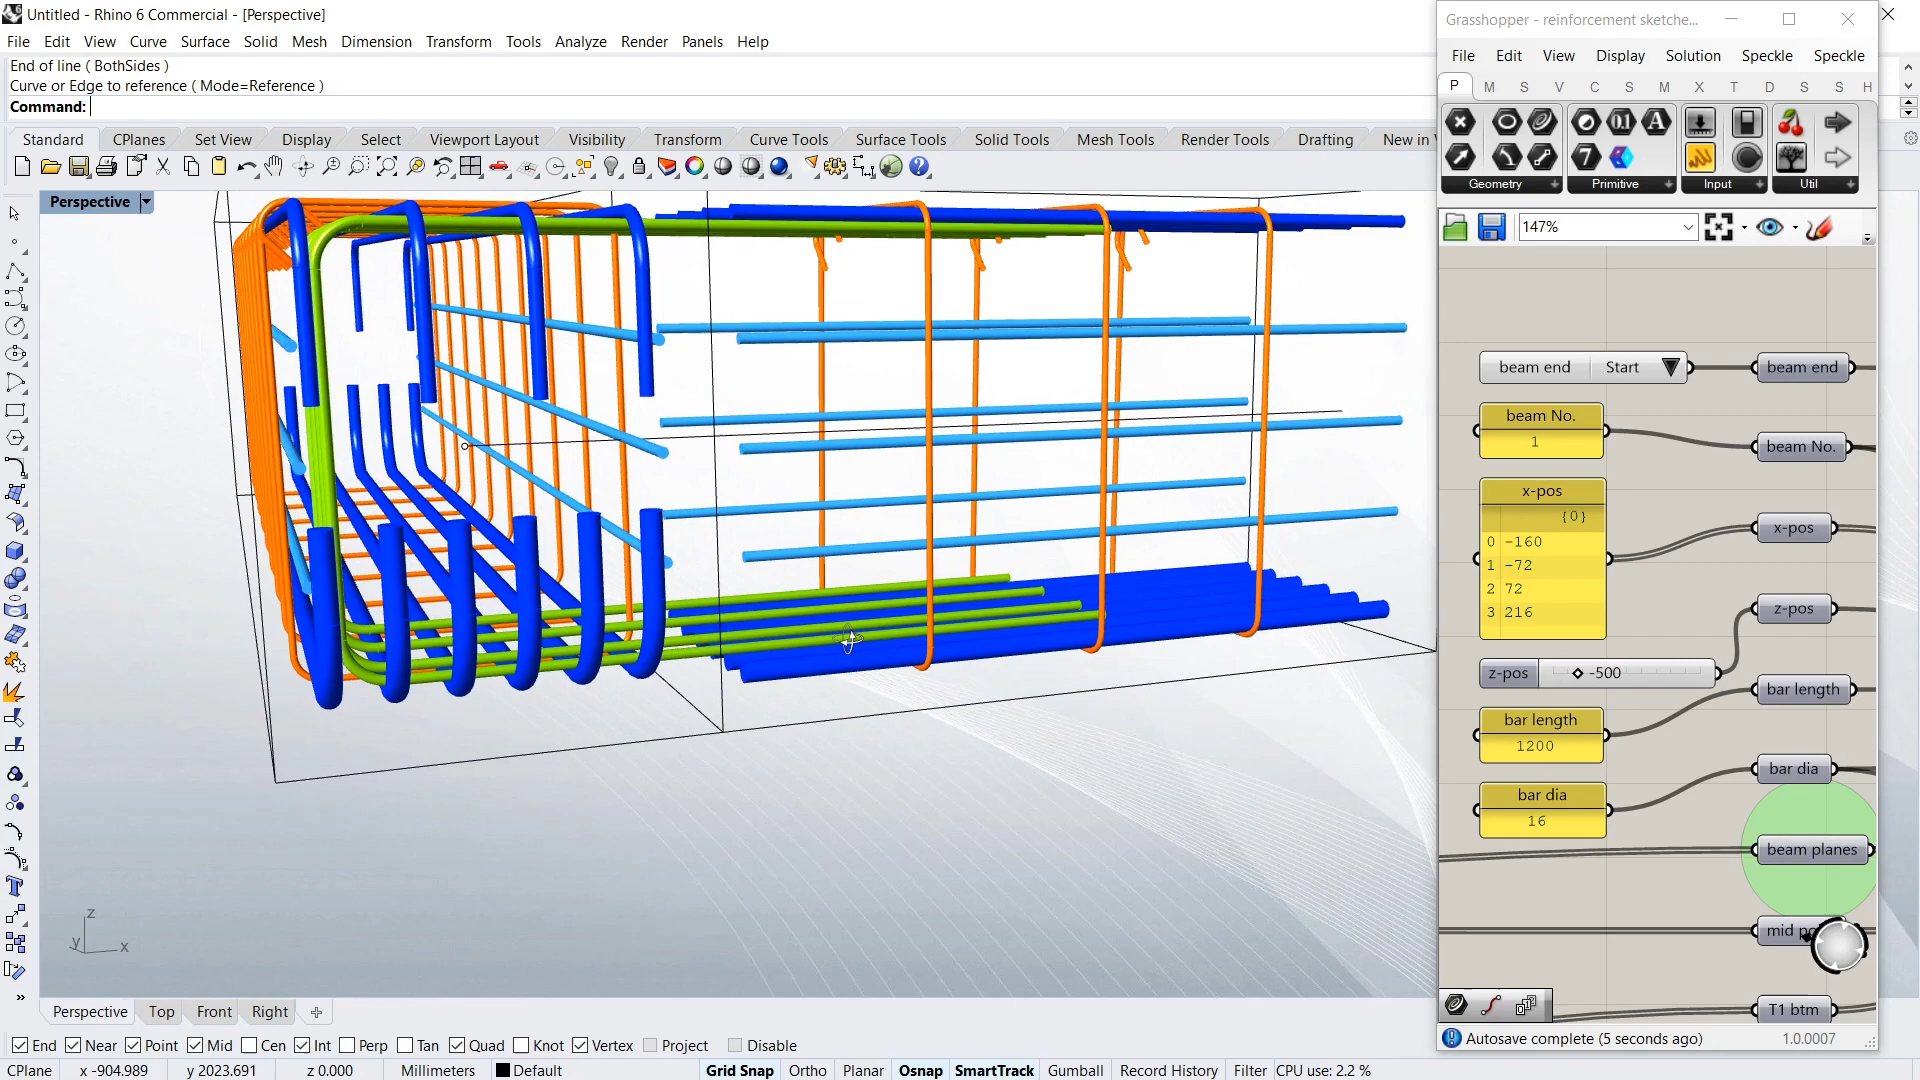 Untitled - Rhino 6 Commercial - [Perspective]
File Edit View Curve Surface Solid Mesh Dimension Transform Tools Analyze Render Panels Help
End of line ( BothSides )
Curve or Edge to reference ( Mode=Reference )
Command:
Standard CPlanes Set View Display Select Viewport Layout Visibility Transform Curve Tools Surface Tools Solid Tools Mesh Tools Render Tools Drafting New in
Perspective
z
y
x
Perspective Top Front Right
End Near Point Mid Cen Int Perp Tan Quad Knot Vertex Project Disable
CPlane x -904.989 y 2023.691 z 0.000 Millimeters Default Grid Snap Ortho Planar Osnap SmartTrack Gumball Record History Filter CPU use: 2.2 %
Grasshopper - reinforcement sketche...
File Edit View Display Solution Speckle Speckle
P M S V C S M X T D S S H
Geometry Primitive Input Util
147%
beam end Start
beam end
beam No.
1
beam No.
x-pos
{0}
0 -160
1 -72
2 72
3 216
x-pos
z-pos
z-pos -500
bar length
bar length
1200
bar dia
bar dia
16
beam planes
mid
T1 btm
Autosave complete (5 seconds ago) 1.0.0007